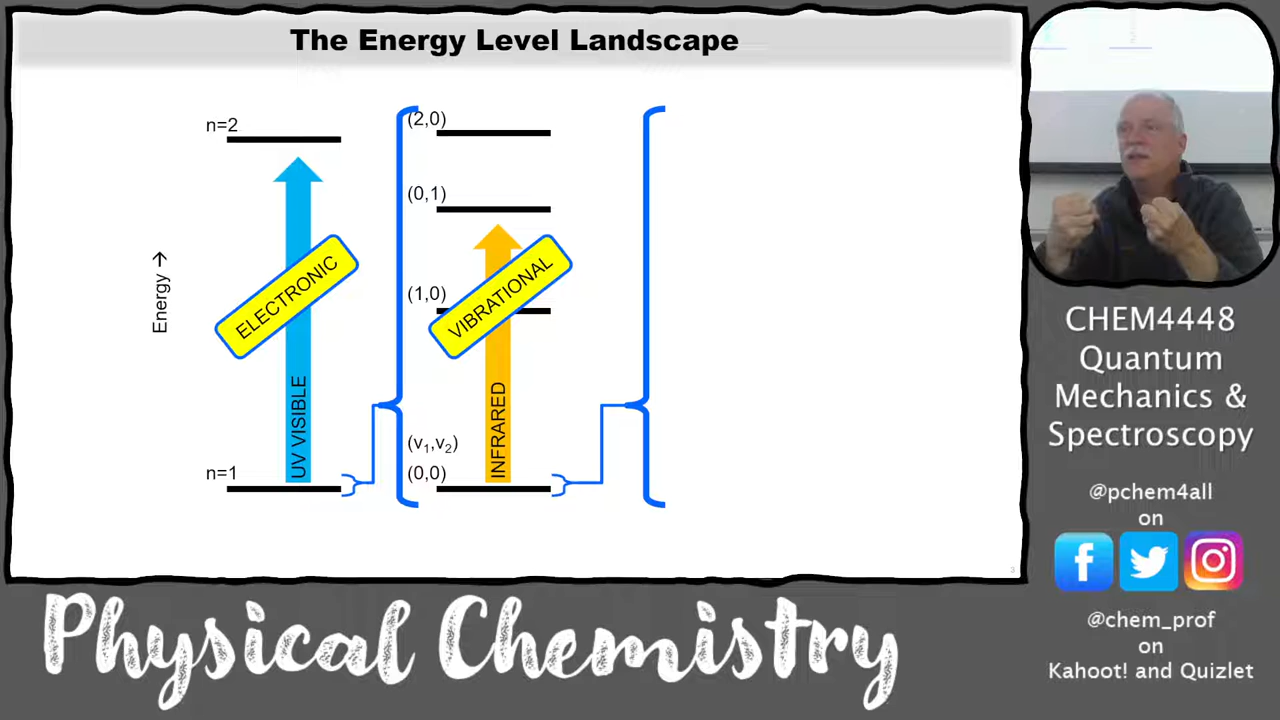 The Energy Level Landscape
n=2
(2,0)
(0,1)
ELECTRONIC
VIBRATIONAL
Energy →
(1,0)
UV VISIBLE
INFRARED
(v₁,v₂)
n=1
(0,0)
3
CHEM4448
Quantum
Mechanics &
Spectroscopy
@pchem4all
on
@chem_prof
on
Kahoot! and Quizlet
Physical Chemistry